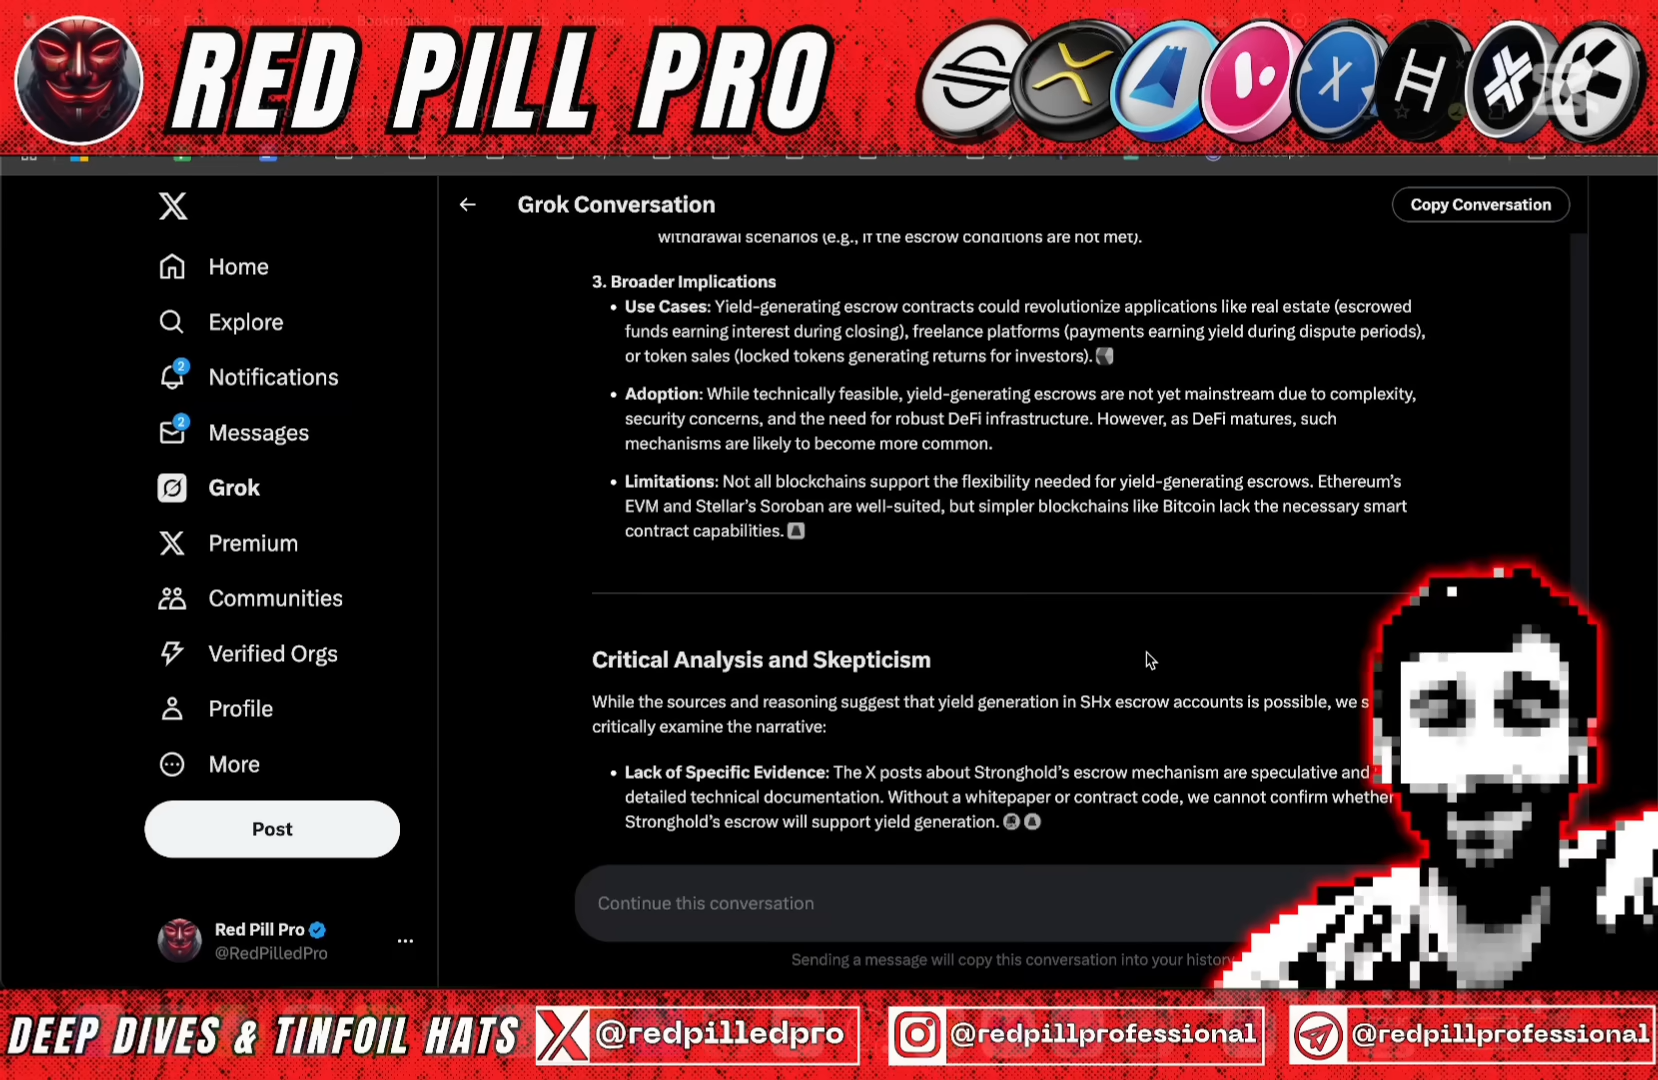 RED PILL PRO
Grok Conversation
Copy Conversation
Home
Explore
2
Notifications
2
Messages
Grok
Premium
Communities
Verified Orgs
Profile
More
Post
Red Pill Pro
@RedPilledPro
withdrawal scenarios (e.g., if the escrow conditions are not met).
3. Broader Implications
• Use Cases: Yield-generating escrow contracts could revolutionize applications like real estate (escrowed
funds earning interest during closing), freelance platforms (payments earning yield during dispute periods),
or token sales (locked tokens generating returns for investors).
• Adoption: While technically feasible, yield-generating escrows are not yet mainstream due to complexity,
security concerns, and the need for robust DeFi infrastructure. However, as DeFi matures, such
mechanisms are likely to become more common.
• Limitations: Not all blockchains support the flexibility needed for yield-generating escrows. Ethereum's
EVM and Stellar's Soroban are well-suited, but simpler blockchains like Bitcoin lack the necessary smart
contract capabilities.
Critical Analysis and Skepticism
While the sources and reasoning suggest that yield generation in SHx escrow accounts is possible, we s
critically examine the narrative:
• Lack of Specific Evidence: The X posts about Stronghold's escrow mechanism are speculative and
detailed technical documentation. Without a whitepaper or contract code, we cannot confirm whether
Stronghold's escrow will support yield generation.
Continue this conversation
Sending a message will copy this conversation into your history
DEEP DIVES & TINFOIL HATS
@redpilledpro
@redpillprofessional
@redpillprofessional